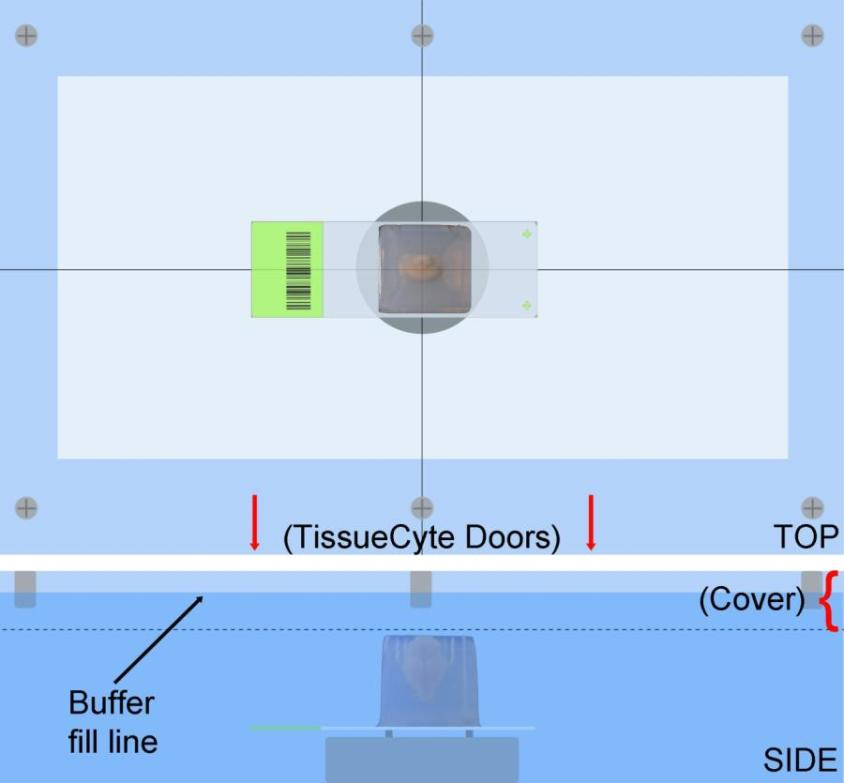 (TissueCyte Doors)
TOP
(Cover)
Buffer
fill line
SIDE